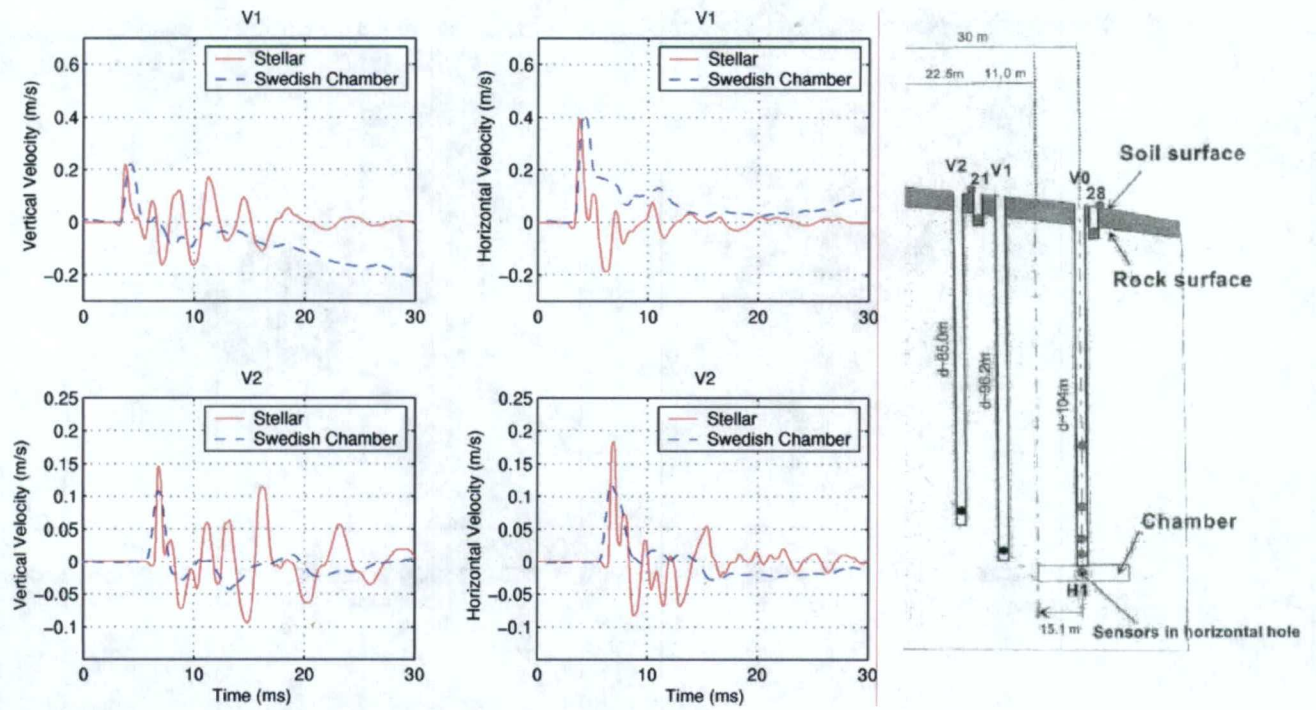 V1
Vertical Velocity (m/s)
0.6
0.4
0.2
0
−0.2
0 10 20 30
Stellar
Swedish Chamber
V1
Horizontal Velocity (m/s)
0.6
0.4
0.2
0
−0.2
0 10 20 30
Stellar
Swedish Chamber
V2
Vertical Velocity (m/s)
0.25
0.2
0.15
0.1
0.05
0
−0.05
−0.1
0 10 20 30
Time (ms)
Stellar
Swedish Chamber
V2
Horizontal Velocity (m/s)
0.25
0.2
0.15
0.1
0.05
0
−0.05
−0.1
0 10 20 30
Time (ms)
Stellar
Swedish Chamber
30 m
22.5m 11,0 m
Soil surface
V2 21 V1 V0 28
Rock surface
d~85.0m
d~96.2m
d~104m
Chamber
H1
15.1 m
Sensors in horizontal hole